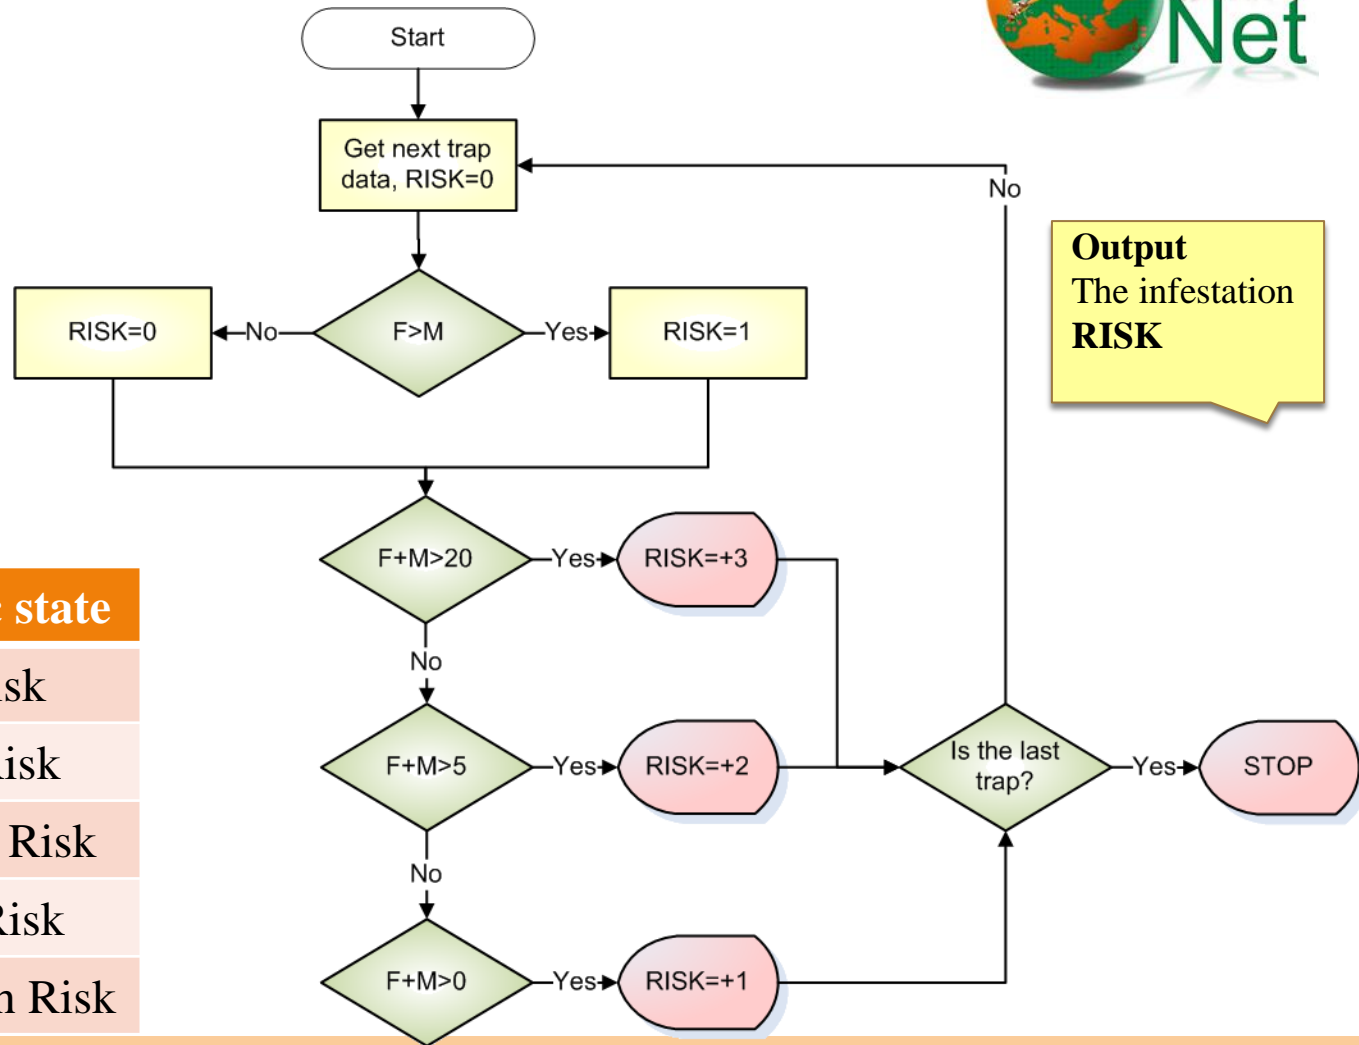 Net
Start
Get next trap
data, RISK=0
No
Output
The infestation
RISK
RISK=0
No
F>M
Yes
RISK=1
F+M>20
Yes
RISK=+3
No
F+M>5
Yes
RISK=+2
Is the last
trap?
Yes
STOP
No
F+M>0
Yes
RISK=+1
state
Risk
Risk